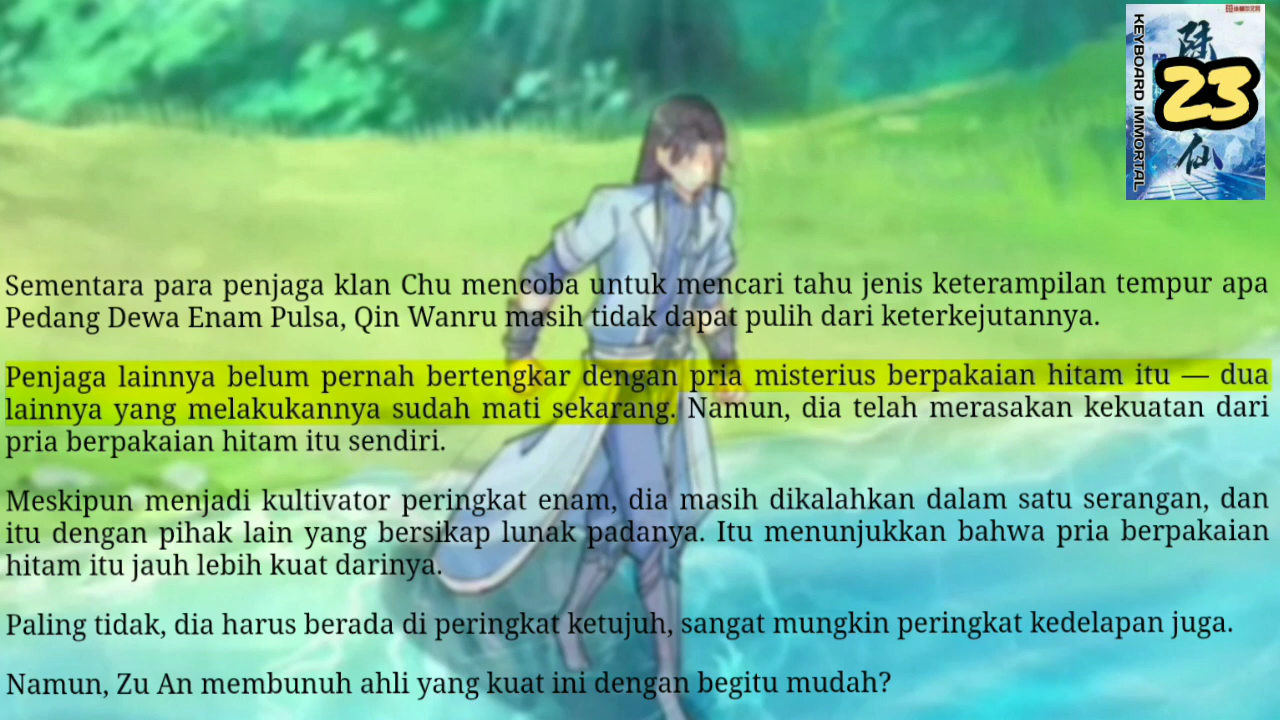 KEYBOARD IMMORTAL
陆
23
仙
Sementara para penjaga klan Chu mencoba untuk mencari tahu jenis keterampilan tempur apa
Pedang Dewa Enam Pulsa, Qin Wanru masih tidak dapat pulih dari keterkejutannya.
Penjaga lainnya belum pernah bertengkar dengan pria misterius berpakaian hitam itu — dua
lainnya yang melakukannya sudah mati sekarang. Namun, dia telah merasakan kekuatan dari
pria berpakaian hitam itu sendiri.
Meskipun menjadi kultivator peringkat enam, dia masih dikalahkan dalam satu serangan, dan
itu dengan pihak lain yang bersikap lunak padanya. Itu menunjukkan bahwa pria berpakaian
hitam itu jauh lebih kuat darinya.
Paling tidak, dia harus berada di peringkat ketujuh, sangat mungkin peringkat kedelapan juga.
Namun, Zu An membunuh ahli yang kuat ini dengan begitu mudah?